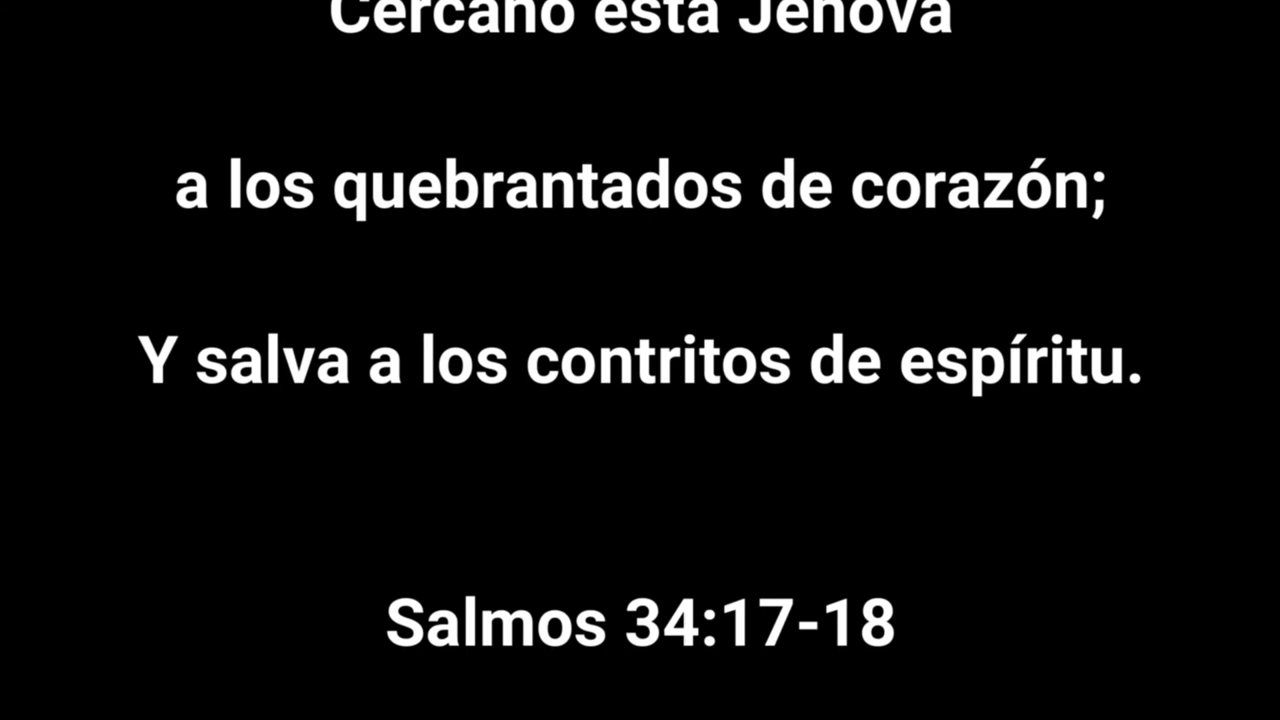 Cercano está Jehová
a los quebrantados de corazón;
Y salva a los contritos de espíritu.
Salmos 34:17-18